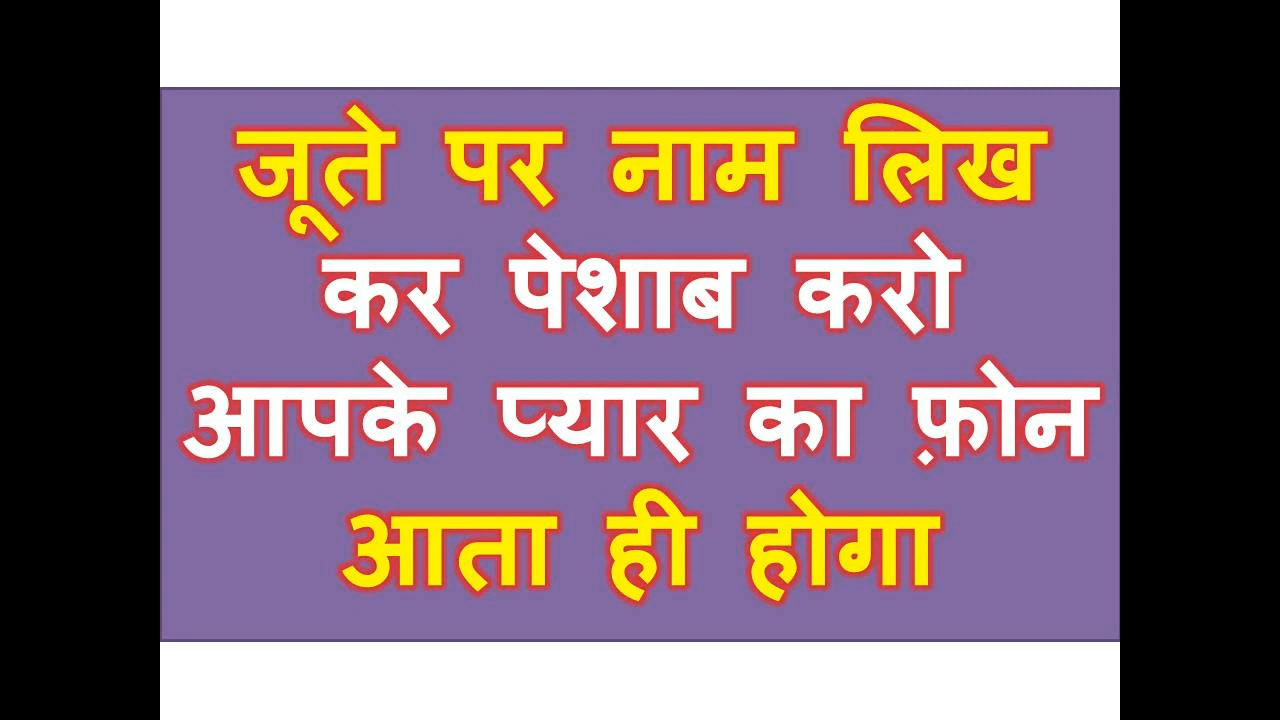 जूते पर नाम लिख
कर पेशाब करो
आपके प्यार का फ़ोन
आता ही होगा